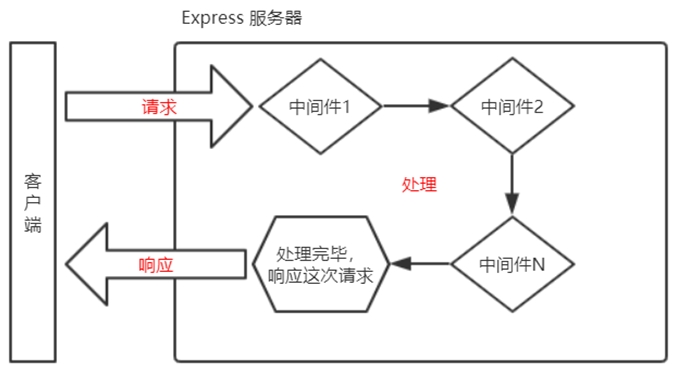 Express 服务器
请求
中间件1
中间件2
客户端
处理
响应
处理完毕，
响应这次请求
中间件N